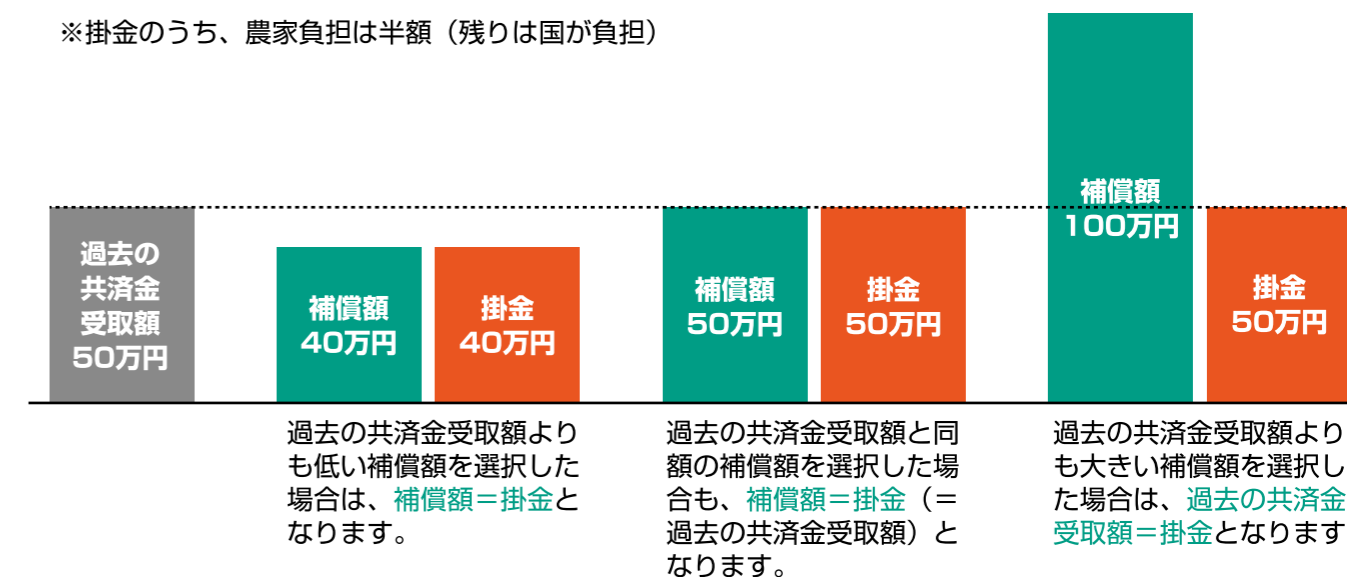 ※掛金のうち、農家負担は半額（残りは国が負担）
過去の
共済金
受取額
50万円
補償額
40万円
掛金
40万円
補償額
50万円
掛金
50万円
補償額
100万円
掛金
50万円
過去の共済金受取額より
も低い補償額を選択した
場合は、補償額＝掛金と
なります。
過去の共済金受取額と同
額の補償額を選択した場
合も、補償額＝掛金（＝
過去の共済金受取額）と
なります。
過去の共済金受取額より
も大きい補償額を選択し
た場合は、過去の共済金
受取額＝掛金となります